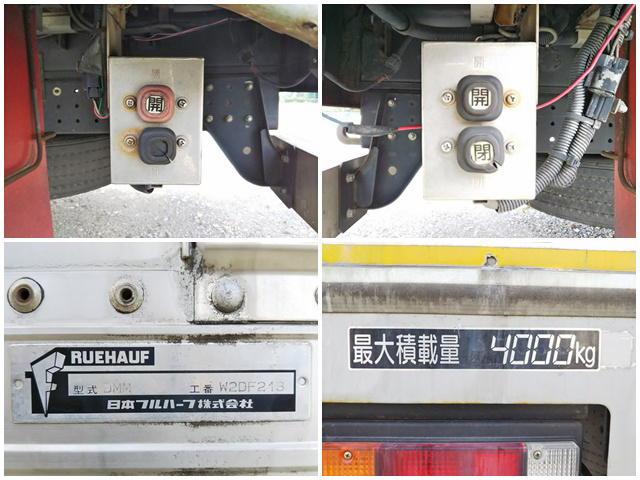 開
開
閉
RUEHAUF
型式 DMM 工番 W2DF213
日本フルハーフ株式会社
最大積載量 4000kg